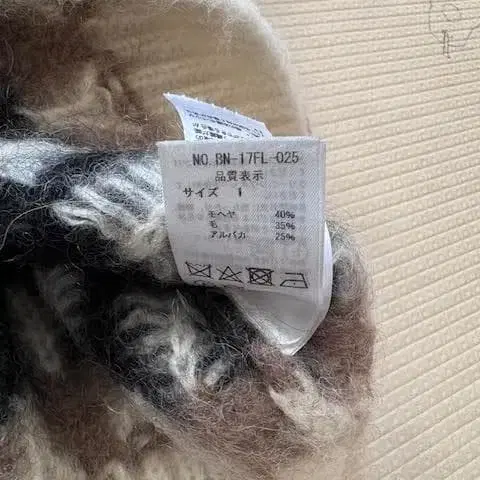 NO.BN-17FL-025
品質表示
サイズ 1
モヘヤ 40%
毛 35%
アルパカ 25%